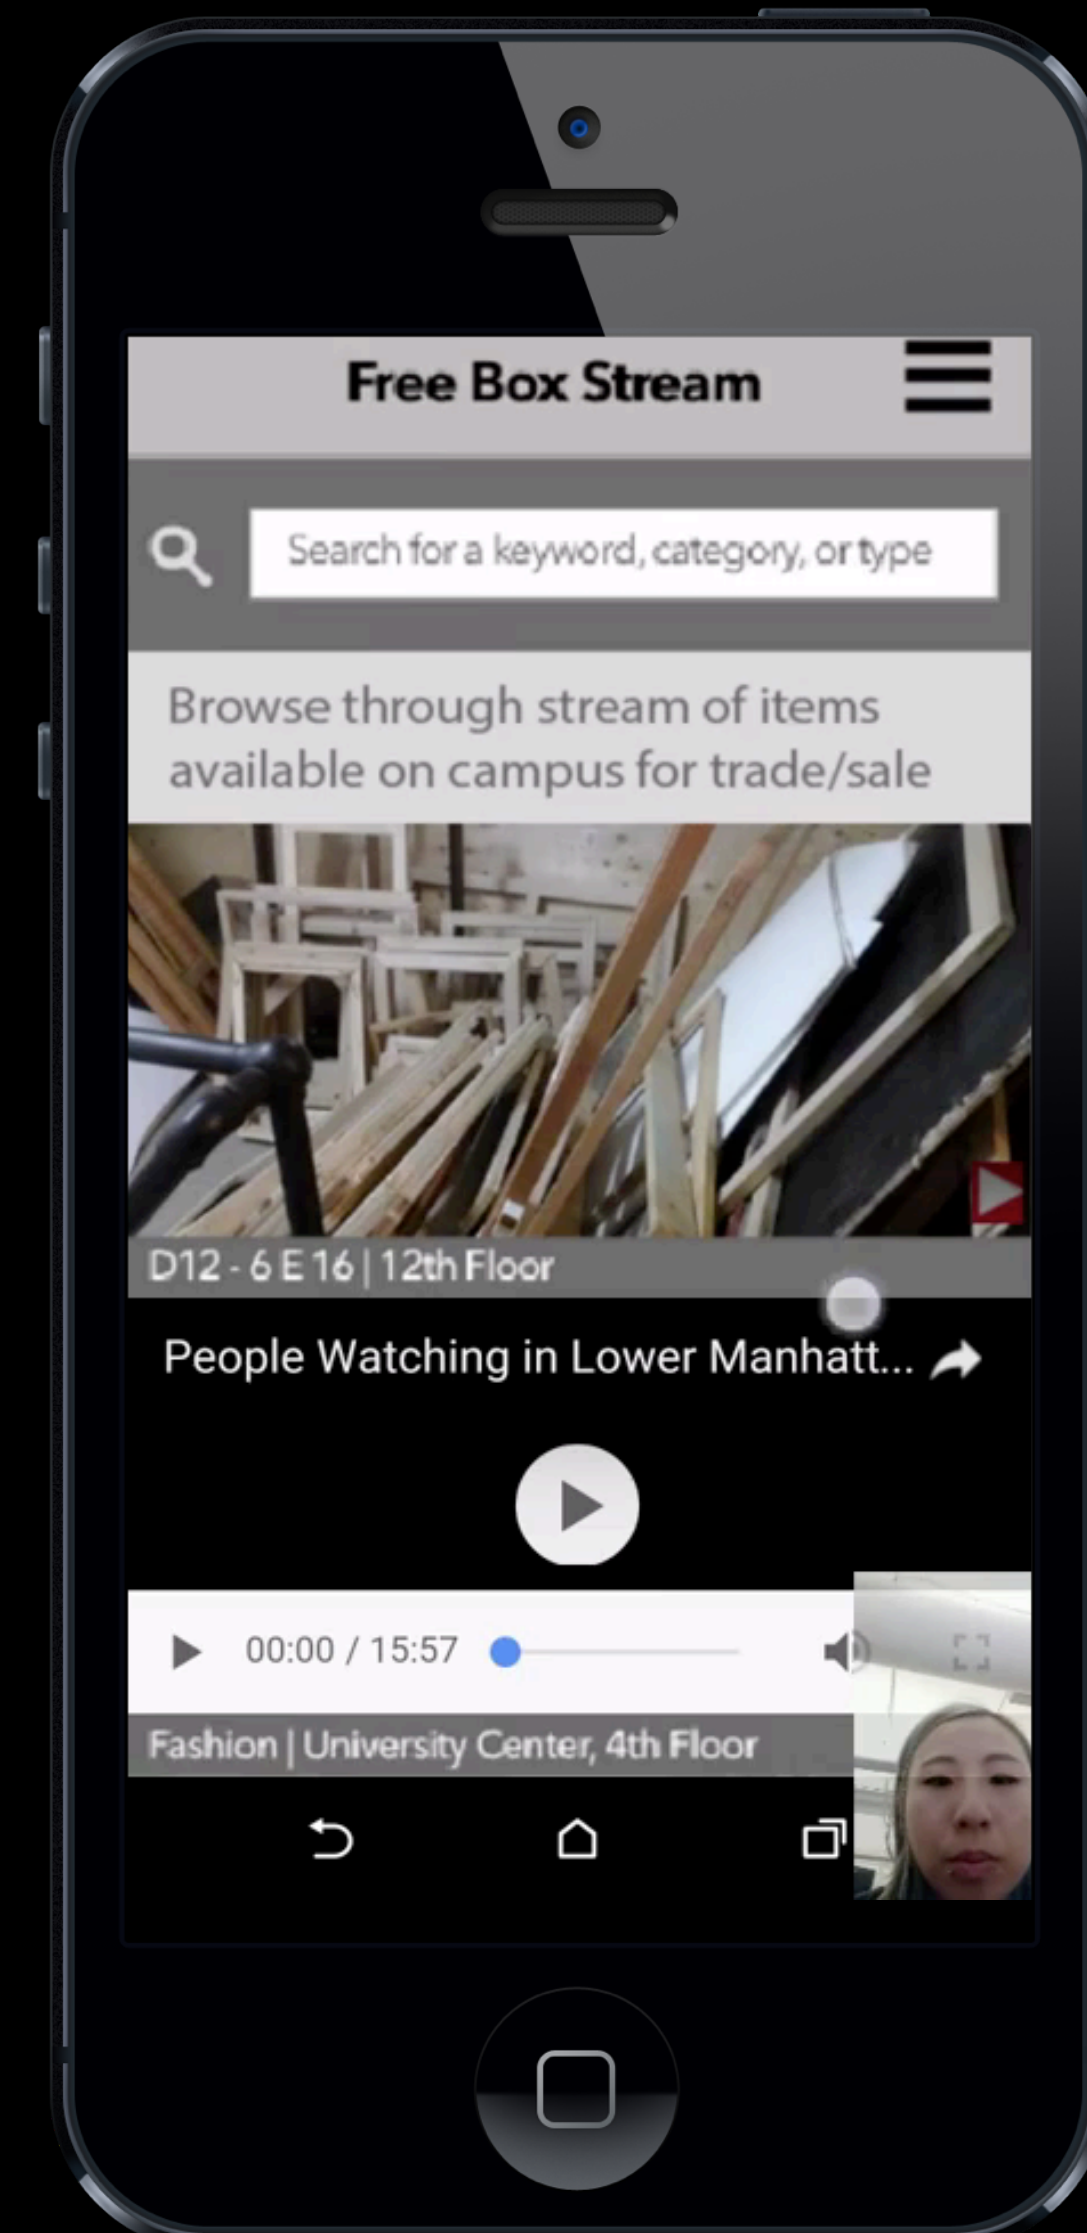 Free Box Stream
Search for a keyword, category, or type
Browse through stream of items
available on campus for trade/sale
D12 - 6 E 16 | 12th Floor
People Watching in Lower Manhatt...
00:00 / 15:57
Fashion | University Center, 4th Floor